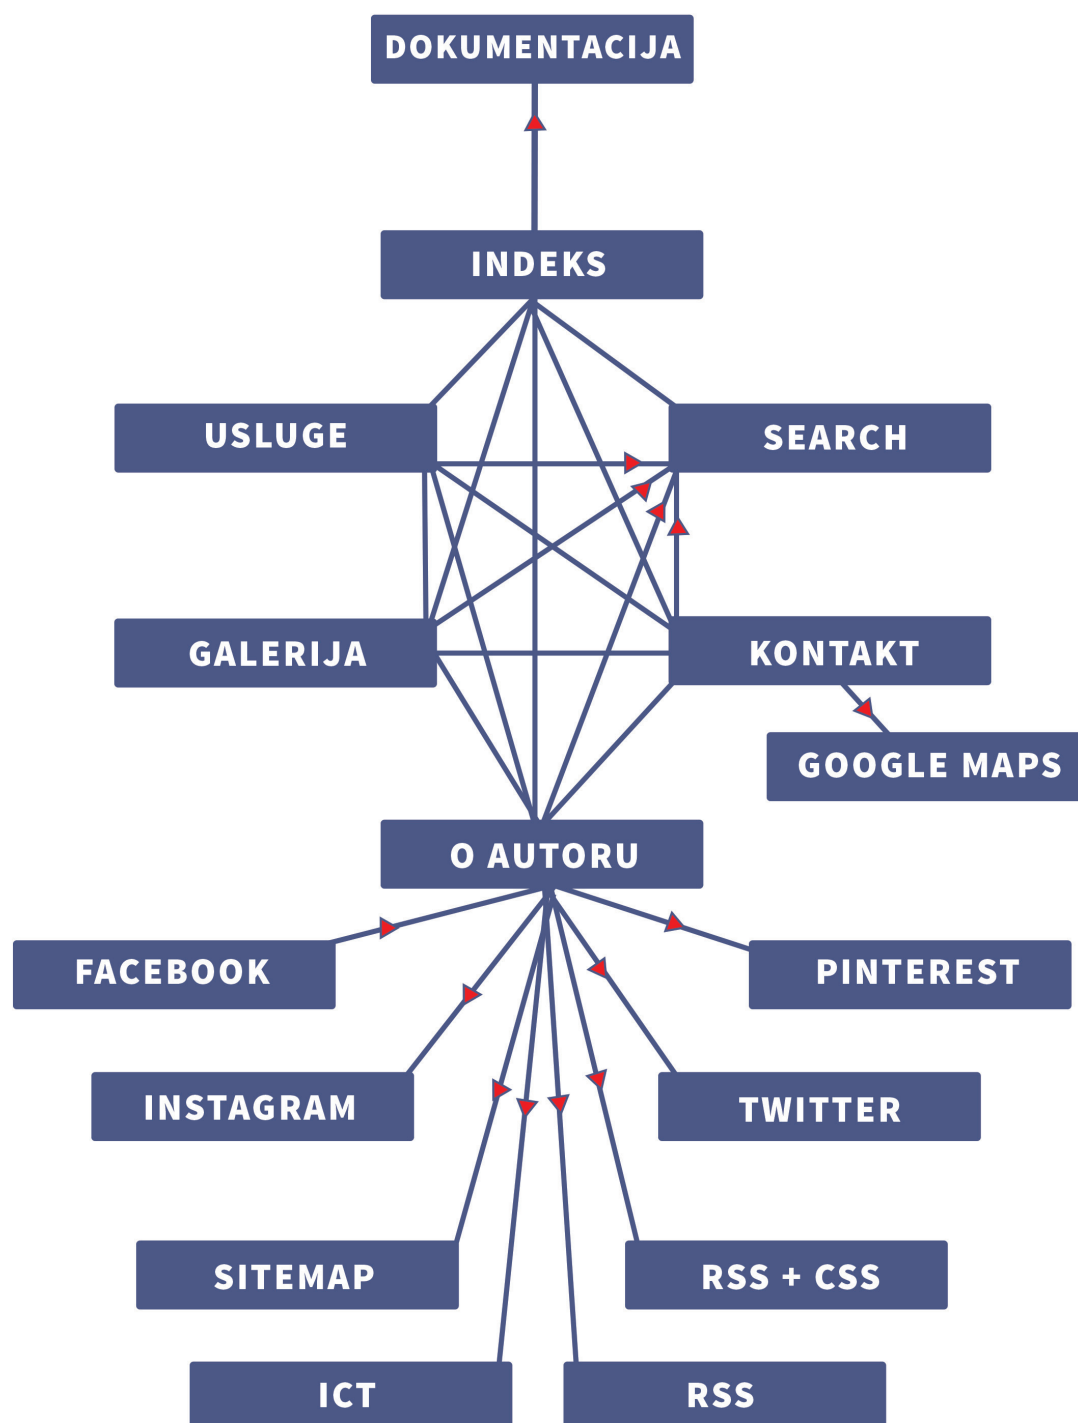 DOKUMENTACIJA
INDEKS
USLUGE
SEARCH
GALERIJA
KONTAKT
GOOGLE MAPS
O AUTORU
FACEBOOK
PINTEREST
INSTAGRAM
TWITTER
SITEMAP
RSS + CSS
ICT
RSS